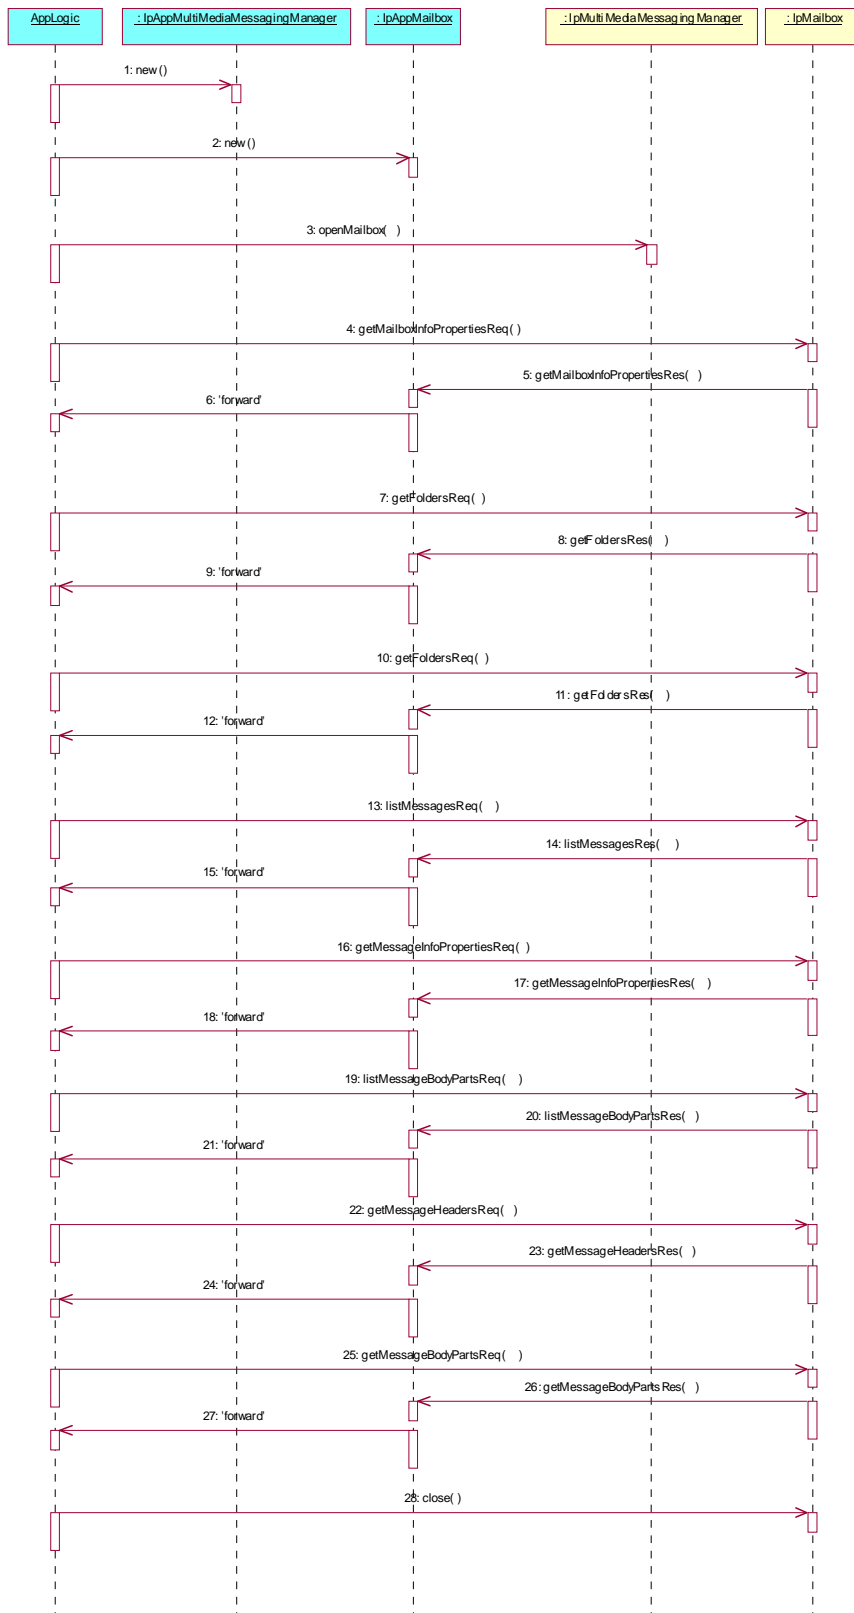 AppLogic
: IpAppMultiMediaMessagingManager
: IpAppMailbox
: IpMultiMediaMessagingManager
: IpMailbox
1: new()
2: new()
3: openMailbox( )
4: getMailboxInfoPropertiesReq( )
5: getMailboxInfoPropertiesRes( )
6: 'forward'
7: getFoldersReq( )
8: getFoldersRes( )
9: 'forward'
10: getFoldersReq( )
11: getFoldersRes( )
12: 'forward'
13: listMessagesReq( )
14: listMessagesRes( )
15: 'forward'
16: getMessageInfoPropertiesReq( )
17: getMessageInfoPropertiesRes( )
18: 'forward'
19: listMessageBodyPartsReq( )
20: listMessageBodyPartsRes( )
21: 'forward'
22: getMessageHeadersReq( )
23: getMessageHeadersRes( )
24: 'forward'
25: getMessageBodyPartsReq( )
26: getMessageBodyPartsRes( )
27: 'forward'
28: close( )